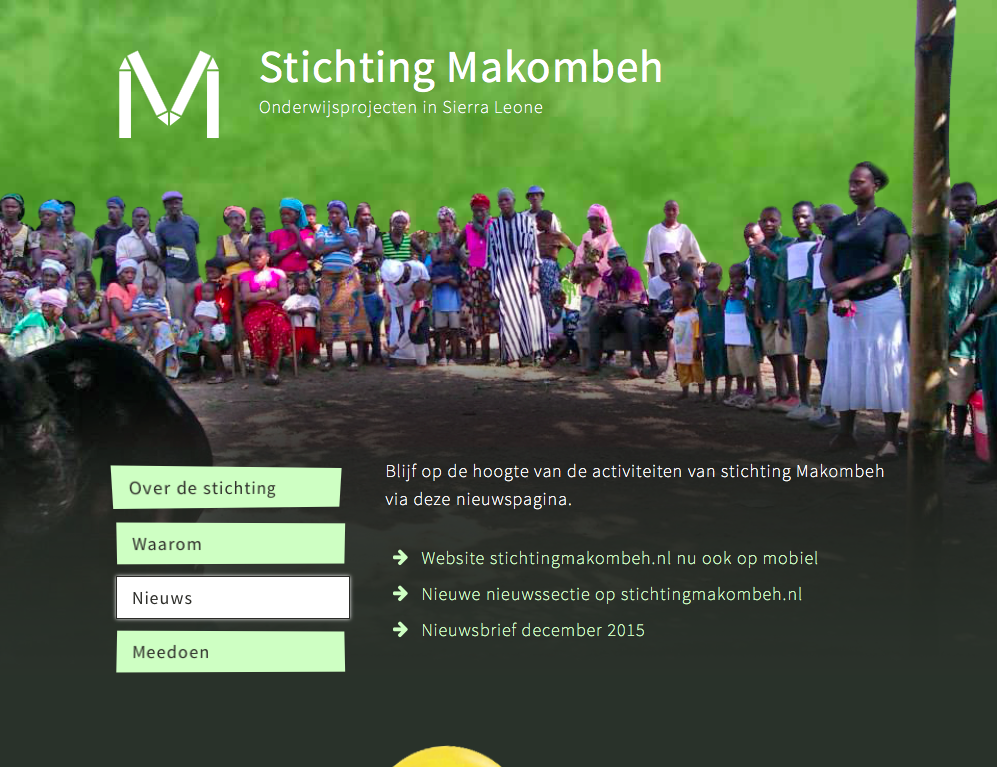 Stichting Makombeh
Onderwijsprojecten in Sierra Leone
Over de stichting
Waarom
Nieuws
Meedoen
Blijf op de hoogte van de activiteiten van stichting Makombeh
via deze nieuwspagina.
Website stichtingmakombeh.nl nu ook op mobiel
Nieuwe nieuwssectie op stichtingmakombeh.nl
Nieuwsbrief december 2015